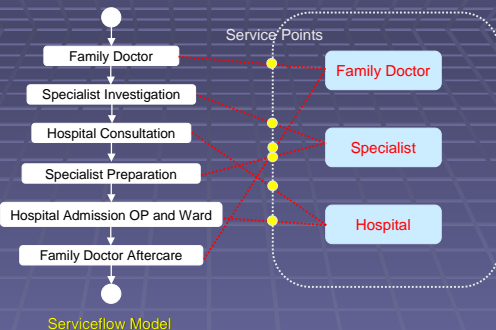 Service Points
Family Doctor
Specialist Investigation
Hospital Consultation
Specialist Preparation
Hospital Admission OP and Ward
Family Doctor Aftercare
Family Doctor
Specialist
Hospital
Serviceflow Model